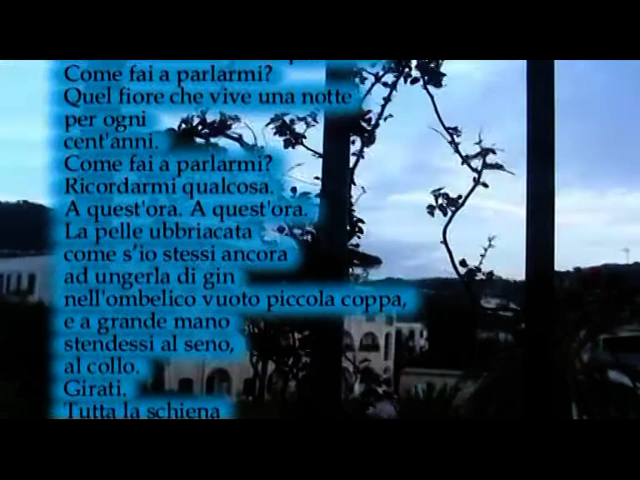 Come fai a parlarmi?
Quel fiore che vive una notte
per ogni
cent'anni.
Come fai a parlarmi?
Ricordarmi qualcosa.
A quest'ora. A quest'ora.
La pelle ubbriacata
come s'io stessi ancora
ad ungerla di gin
nell'ombelico vuoto piccola coppa,
e a grande mano
stendessi al seno,
al collo.
Girati.
Tutta la schiena